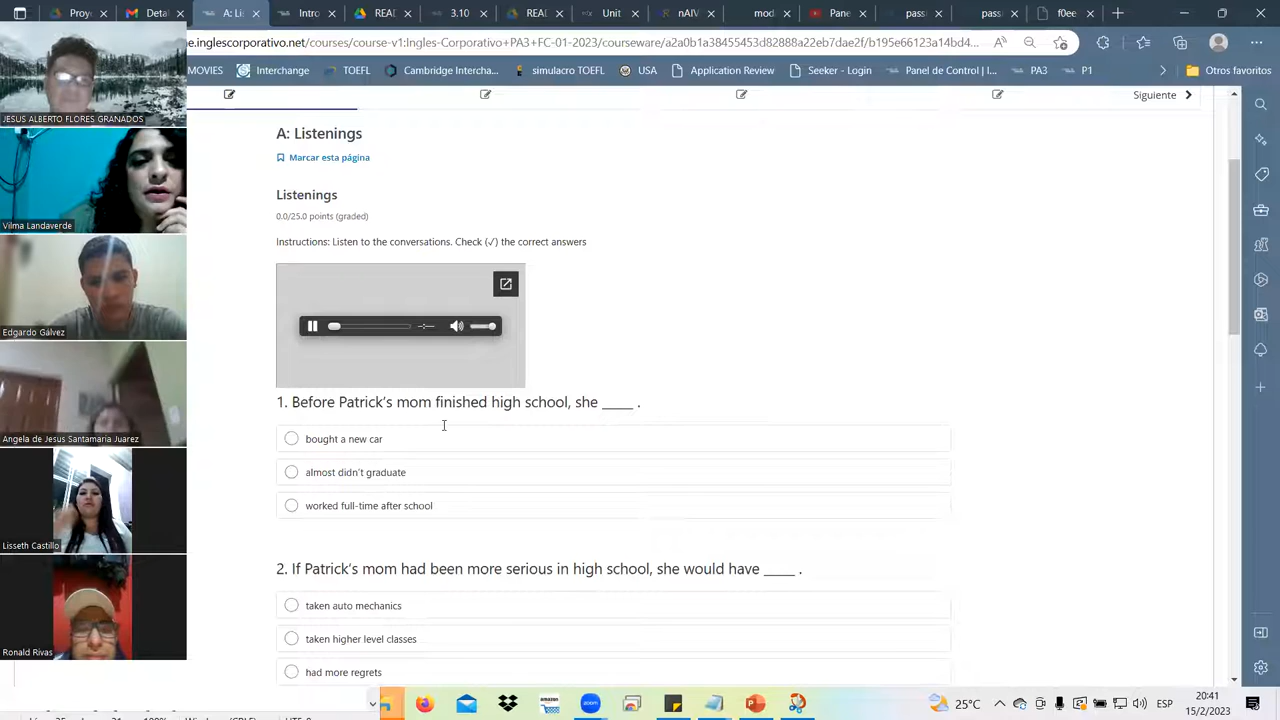 Detal
A: Li
Intro
REAL
3.10
REA
Unit
nAIV
mod
Pane
pass
pass
f0ee
e.inglescorporativo.net/courses/course-v1:Ingles-Corporativo+PA3+FC-01-2023/courseware/a2a0b1a38455453d82888a22eb7dae2f/b195e66123a14bd4...
MOVIES
Interchange
TOEFL
Cambridge Intercha...
simulacro TOEFL
USA
Application Review
Seeker - Login
Panel de Control | I...
PA3
P1
Otros favoritos
Siguiente
A: Listenings
Marcar esta página
Listenings
0.0/25.0 points (graded)
Instructions: Listen to the conversations. Check (✓) the correct answers
1. Before Patrick's mom finished high school, she _____ .
bought a new car
almost didn't graduate
worked full-time after school
2. If Patrick's mom had been more serious in high school, she would have _____ .
taken auto mechanics
taken higher level classes
had more regrets
JESUS ALBERTO FLORES GRANADOS
Vilma Landaverde
Edgardo Gálvez
Angela de Jesus Santamaria Juarez
Lisseth Castillo
Ronald Rivas
amazon
zoom
25°C
ESP
20:41
15/2/2023